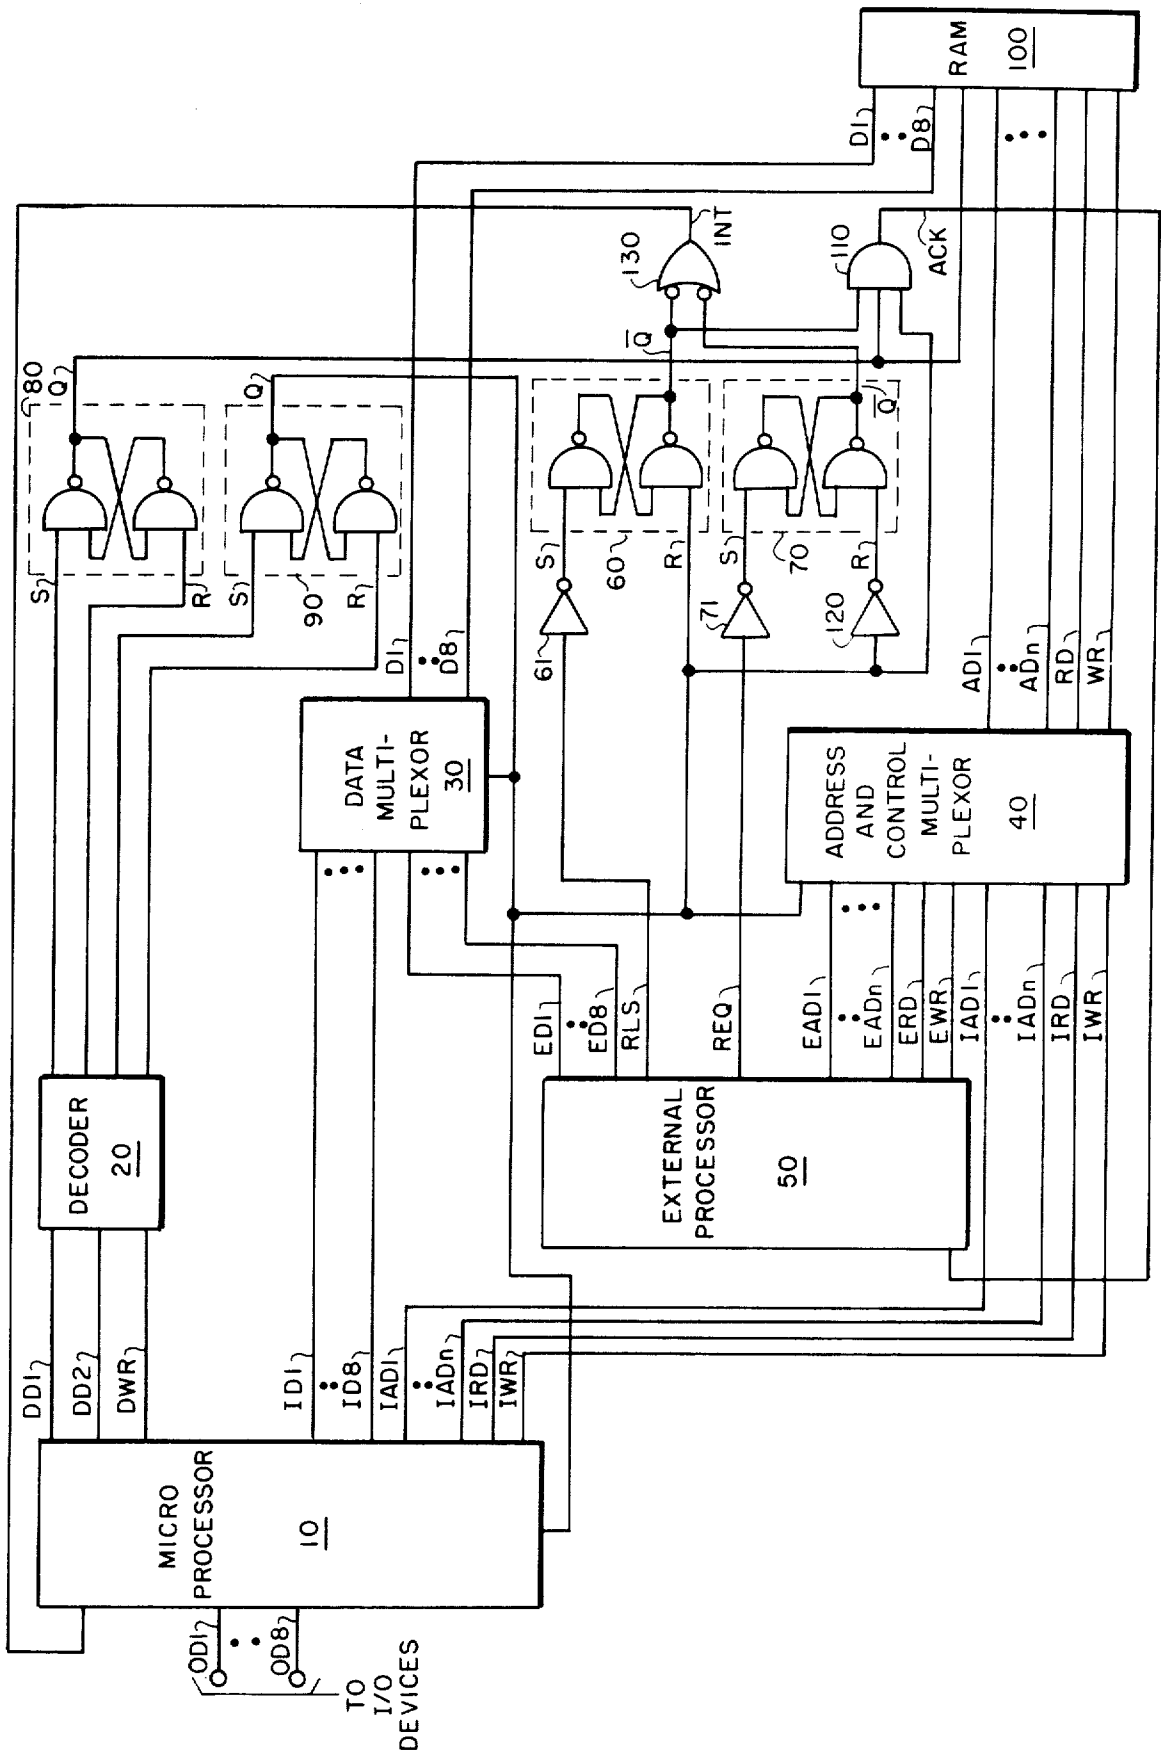 TO
I/O
DEVICES
OD1
OD8
MICRO
PROCESSOR
10
DD1
DD2
DWR
ID1
ID8
IAD1
IADn
IRD
IWR
DECODER
20
EXTERNAL
PROCESSOR
50
ED1
ED8
RLS
REQ
EAD1
EADn
ERD
EWR
IAD1
IADn
IRD
IWR
DATA
MULTI-
PLEXOR
30
ADDRESS
AND
CONTROL
MULTI-
PLEXOR
40
D1
D8
AD1
ADn
RD
WR
61
71
120
S
R
80
Q
S
R
90
Q
S
R
60
Q̅
S
R
70
Q̅
130
INT
110
ACK
D1
D8
RAM
100